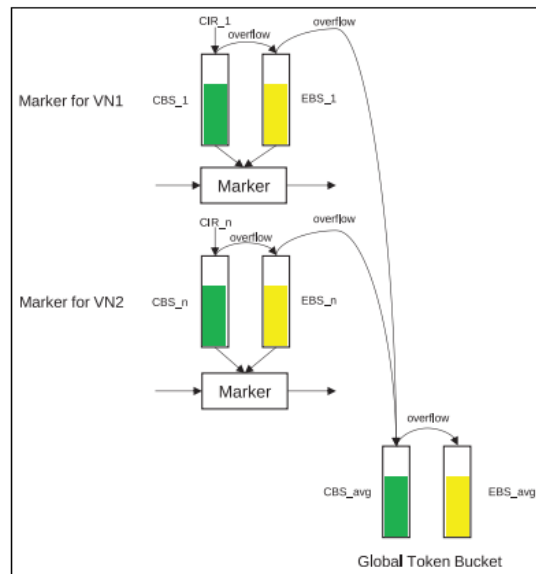 CIR_1
overflow
overflow
Marker for VN1
CBS_1
EBS_1
Marker
CIR_n
overflow
overflow
Marker for VN2
CBS_n
EBS_n
Marker
overflow
CBS_avg
EBS_avg
Global Token Bucket